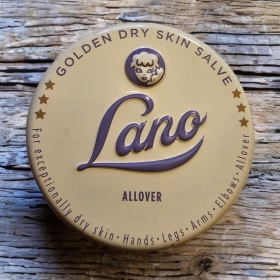 GOLDEN DRY SKIN SALVE
Lano
ALLOVER
For exceptionally dry skin • Hands • Legs • Arms • Elbows • Allover